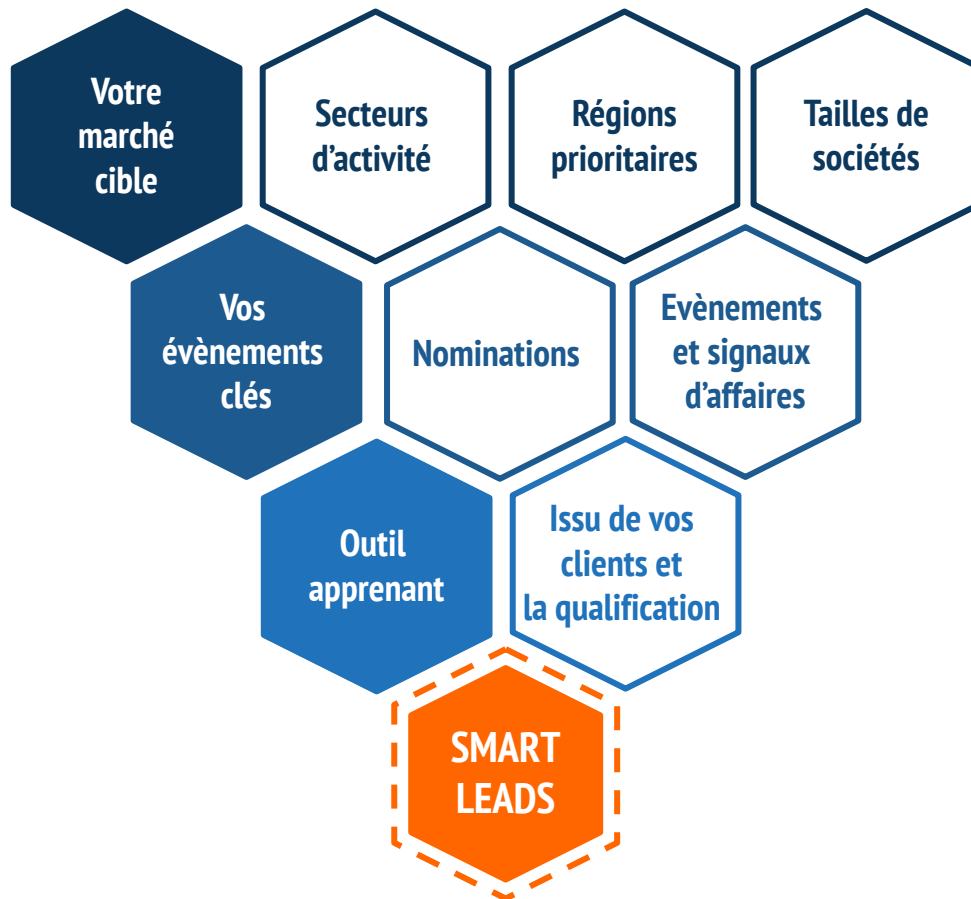 Votre
marché
cible
Secteurs
d’activité
Régions
prioritaires
Tailles de
sociétés
Vos
évènements
clés
Nominations
Evènements
et signaux
d’affaires
Outil
apprenant
Issu de vos
clients et
la qualification
SMART
LEADS